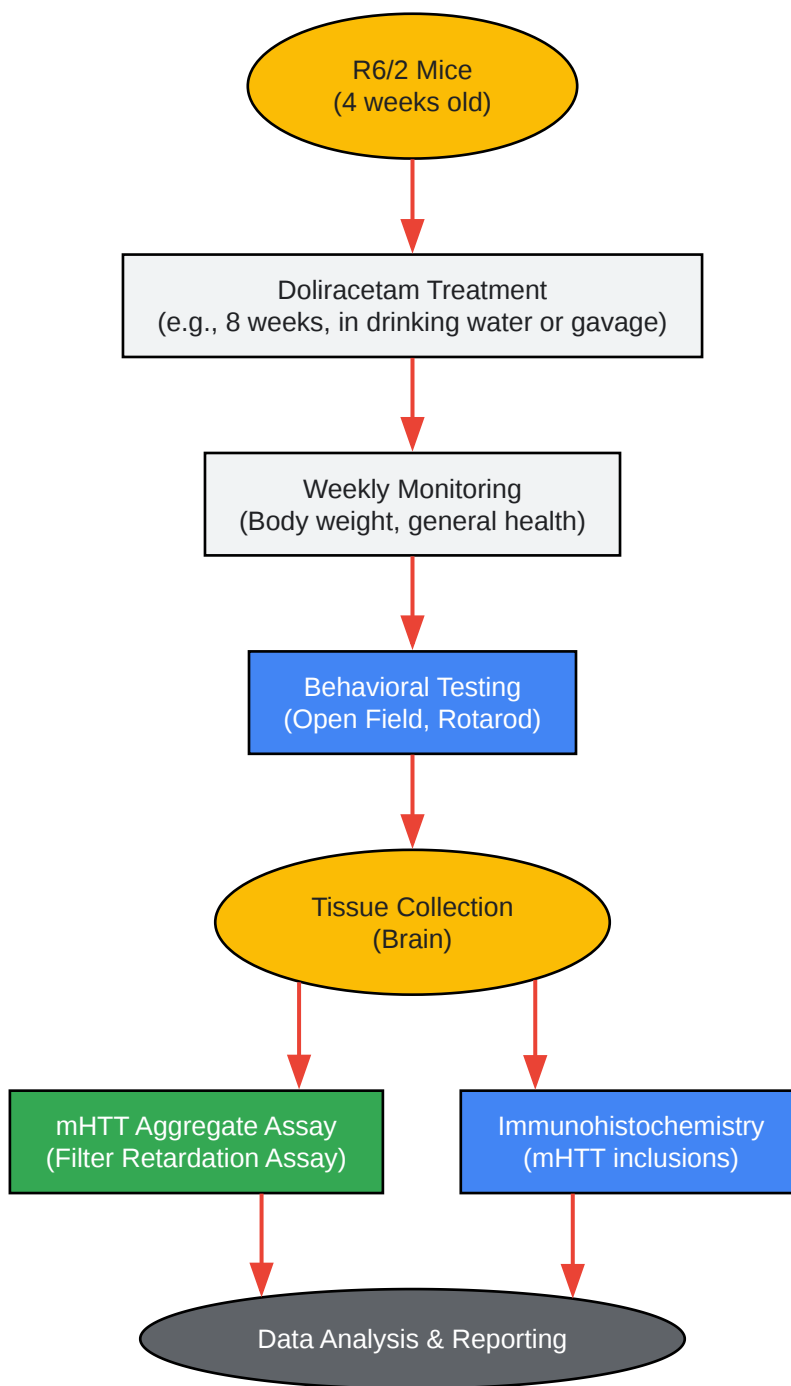 R6/2 Mice
(4 weeks old)
Doliracetam Treatment
(e.g., 8 weeks, in drinking water or gavage)
Weekly Monitoring
(Body weight, general health)
Behavioral Testing
(Open Field, Rotarod)
Tissue Collection
(Brain)
mHTT Aggregate Assay
(Filter Retardation Assay)
Immunohistochemistry
(mHTT inclusions)
Data Analysis & Reporting